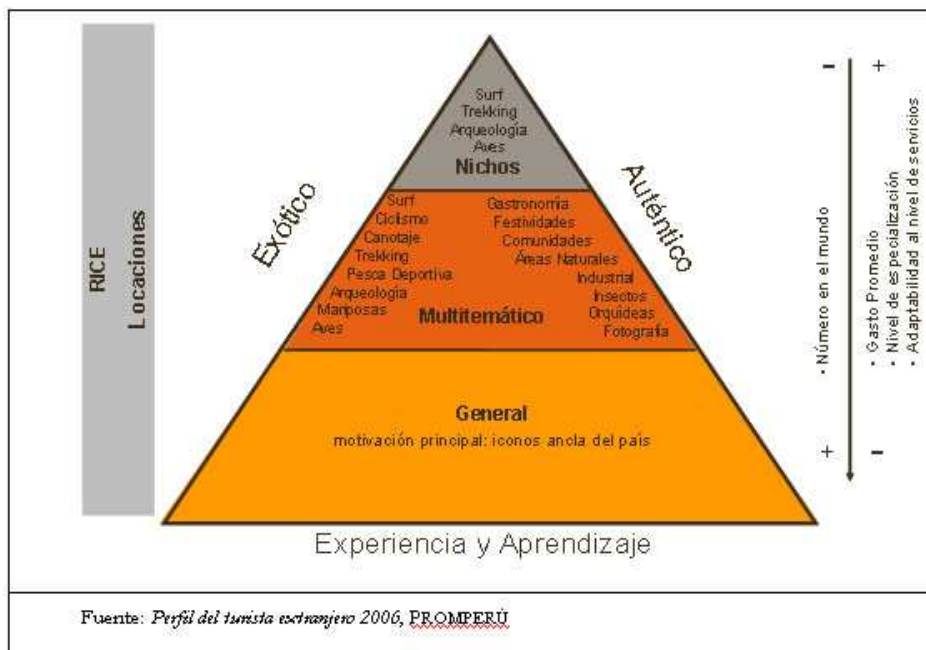 RICE
Locaciones
Exótico
Auténtico
Surf
Trekking
Arqueología
Aves
Nichos
Surf
Ciclismo
Canotaje
Trekking
Pesca Deportiva
Arqueología
Mariposas
Aves
Gastronomía
Festividades
Comunidades
Áreas Naturales
Industrial
Insectos
Orquideas
Fotografía
Multitemático
General
motivación principal: iconos ancla del país
Experiencia y Aprendizaje
-
+
· Número en el mundo
· Gasto Promedio
· Nivel de especialización
· Adaptabilidad al nivel de servicios
+
-
Fuente: Perfil del turista extranjero 2006, PROMPERÚ